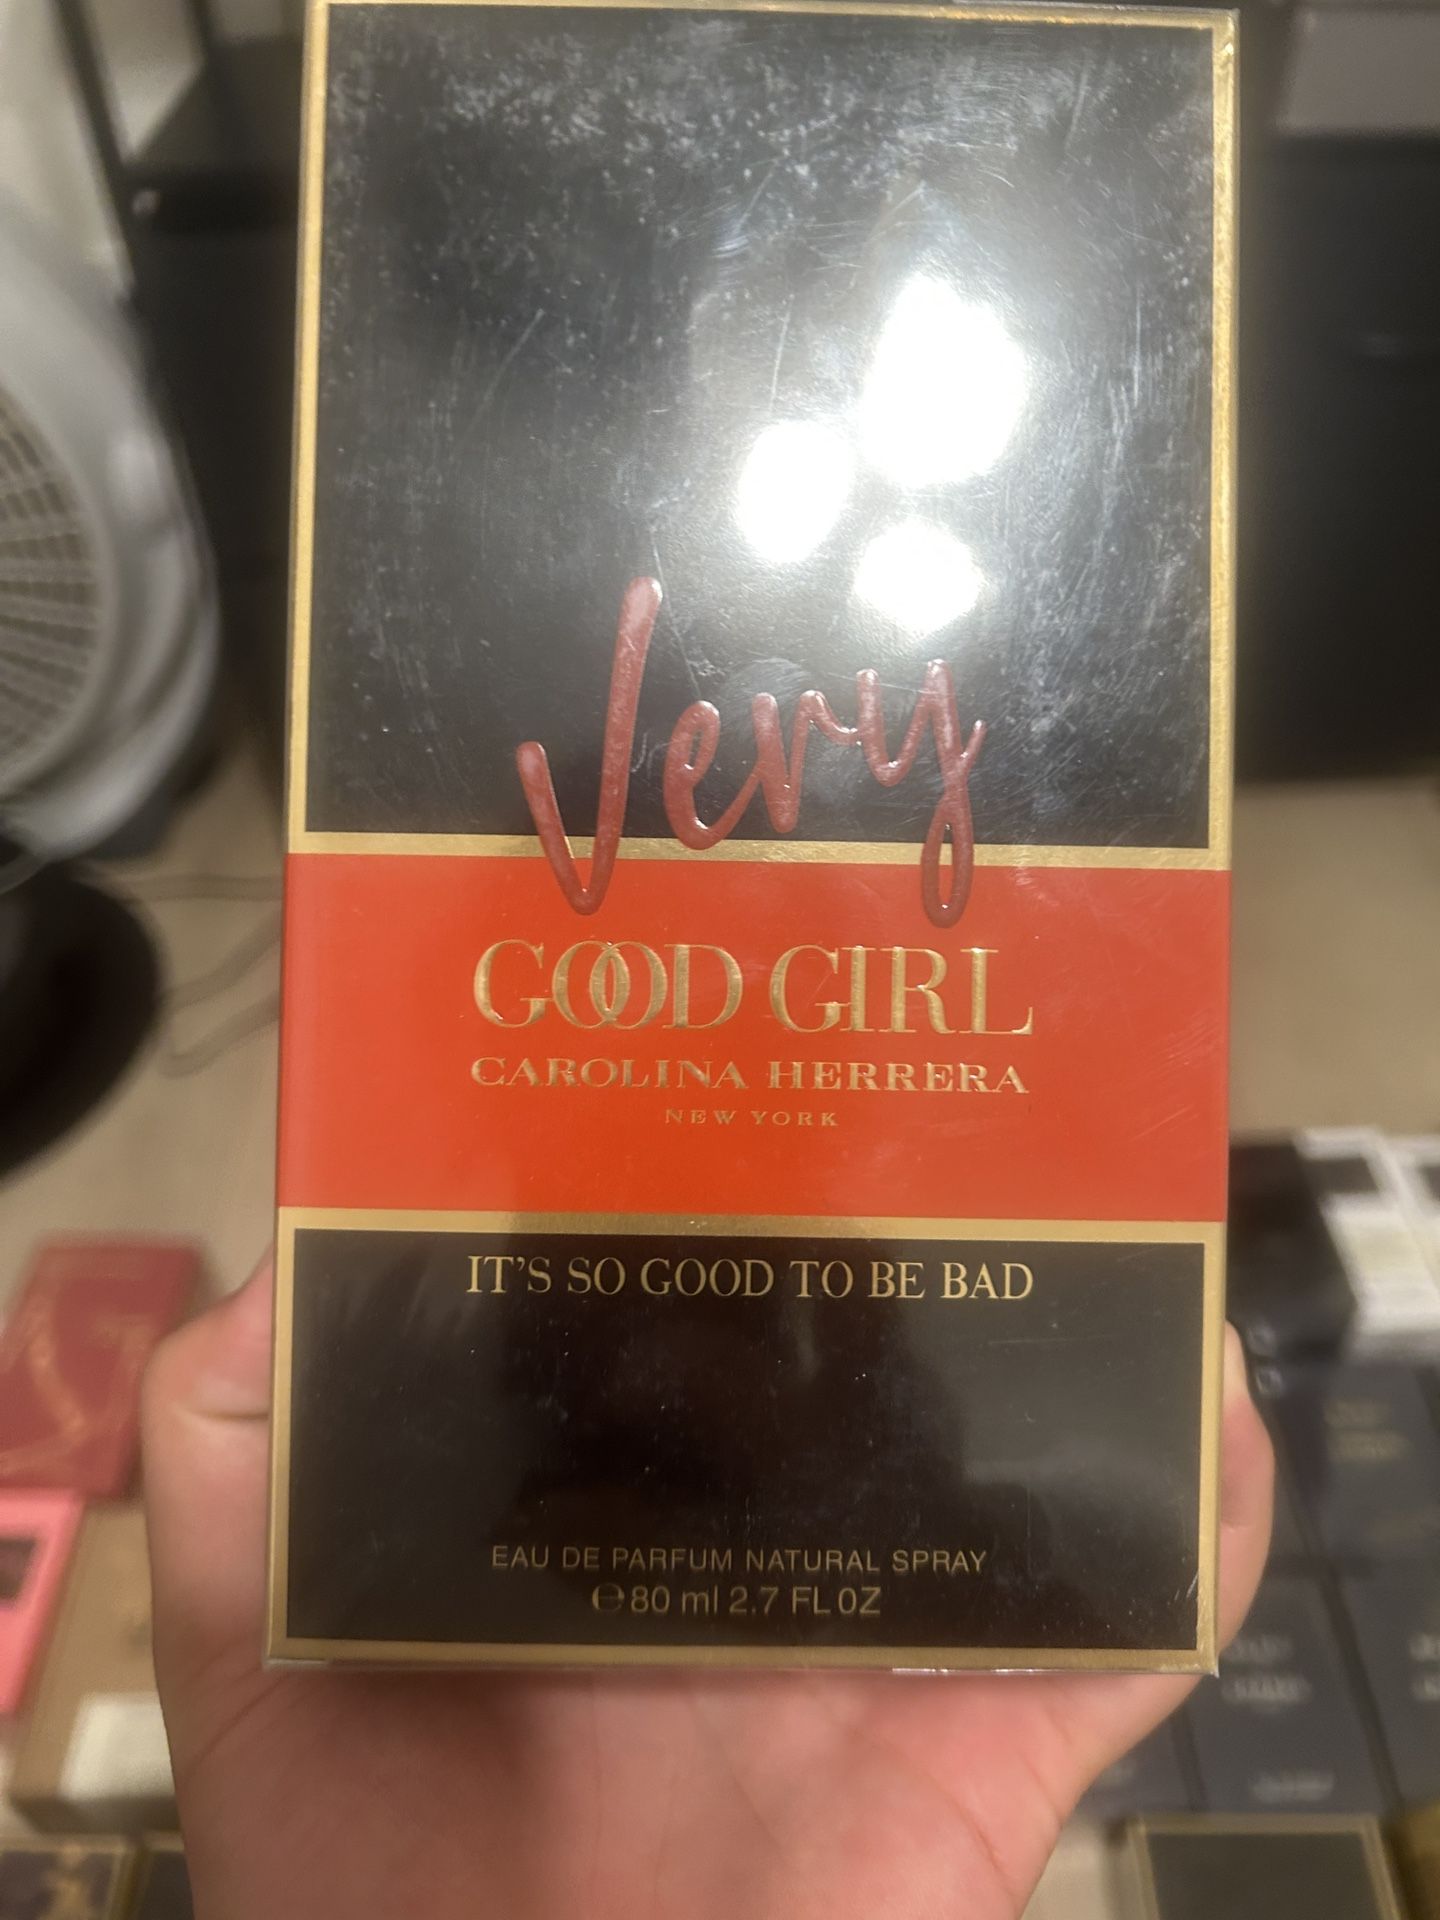 Very
GOOD GIRL
CAROLINA HERRERA
NEW YORK
IT'S SO GOOD TO BE BAD
EAU DE PARFUM NATURAL SPRAY
℮80 ml 2.7 FL OZ